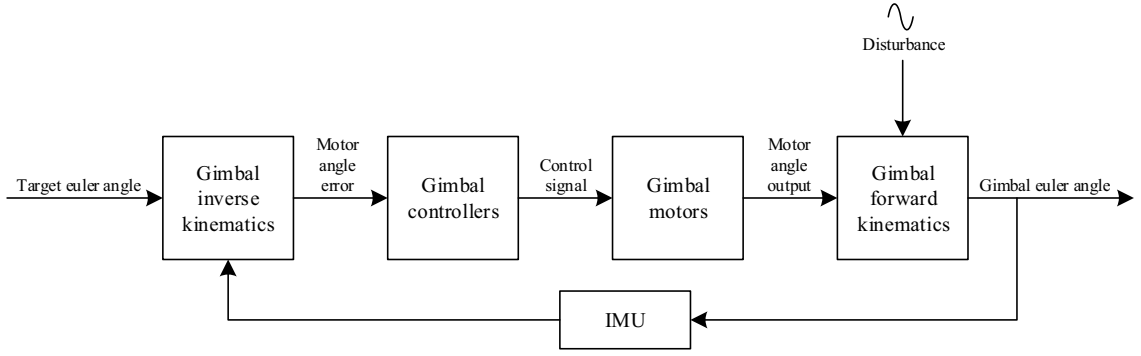 Disturbance
Target euler angle
Gimbal
inverse
kinematics
Motor
angle
error
Gimbal
controllers
Control
signal
Gimbal
motors
Motor
angle
output
Gimbal
forward
kinematics
Gimbal euler angle
IMU